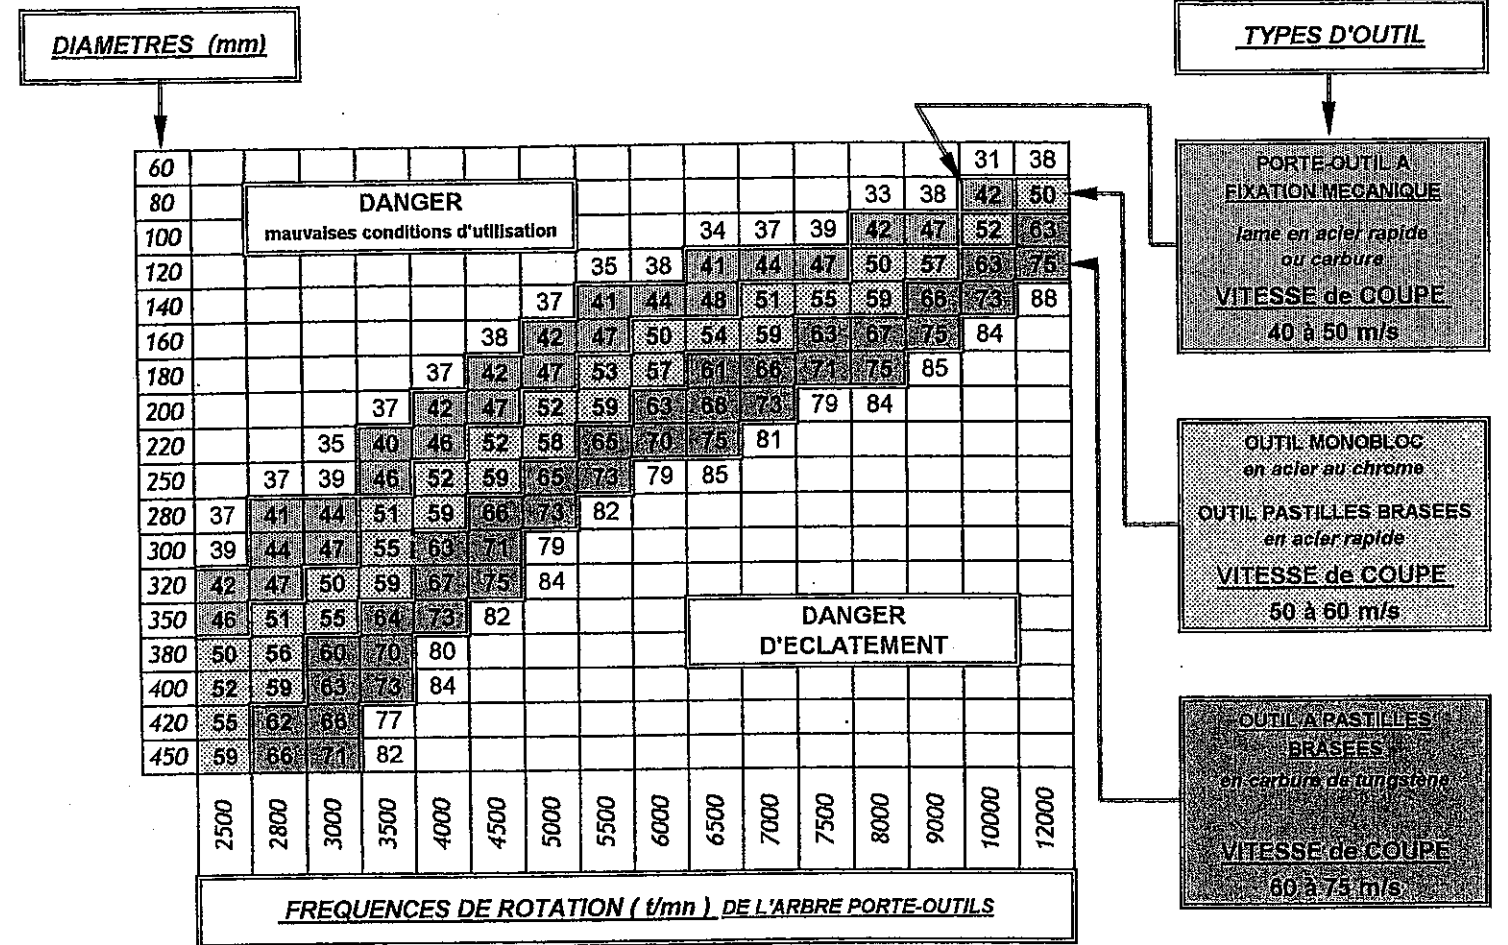 DIAMETRES (mm)
TYPES D'OUTIL
60 31 38
80 33 38 42 50
100 34 37 39 42 47 52 63
120 35 38 41 44 47 50 57 63 75
140 37 41 44 48 51 55 59 66 73 88
160 38 42 47 50 54 59 63 67 75 84
180 37 42 47 53 57 61 66 71 75 85
200 37 42 47 52 59 63 68 73 79 84
220 35 40 46 52 58 65 70 75 81
250 37 39 46 52 59 65 73 79 85
280 37 41 44 51 59 66 73 82
300 39 44 47 55 63 71 79
320 42 47 50 59 67 75 84
350 46 51 55 64 73 82
380 50 56 60 70 80
400 52 59 63 73 84
420 55 62 66 77
450 59 66 71 82
2500 2800 3000 3500 4000 4500 5000 5500 6000 6500 7000 7500 8000 9000 10000 12000
FREQUENCES DE ROTATION ( t/mn ) DE L'ARBRE PORTE-OUTILS
DANGER
mauvaises conditions d'utilisation
DANGER
D'ECLATEMENT
PORTE-OUTIL A
FIXATION MECANIQUE
lame en acier rapide
ou carbure
VITESSE de COUPE
40 à 50 m/s
OUTIL MONOBLOC
en acier au chrome
OUTIL PASTILLES BRASEES
en acier rapide
VITESSE de COUPE
50 à 60 m/s
OUTIL A PASTILLES
BRASEES
en carbure de tungstene
VITESSE de COUPE
60 à 75 m/s